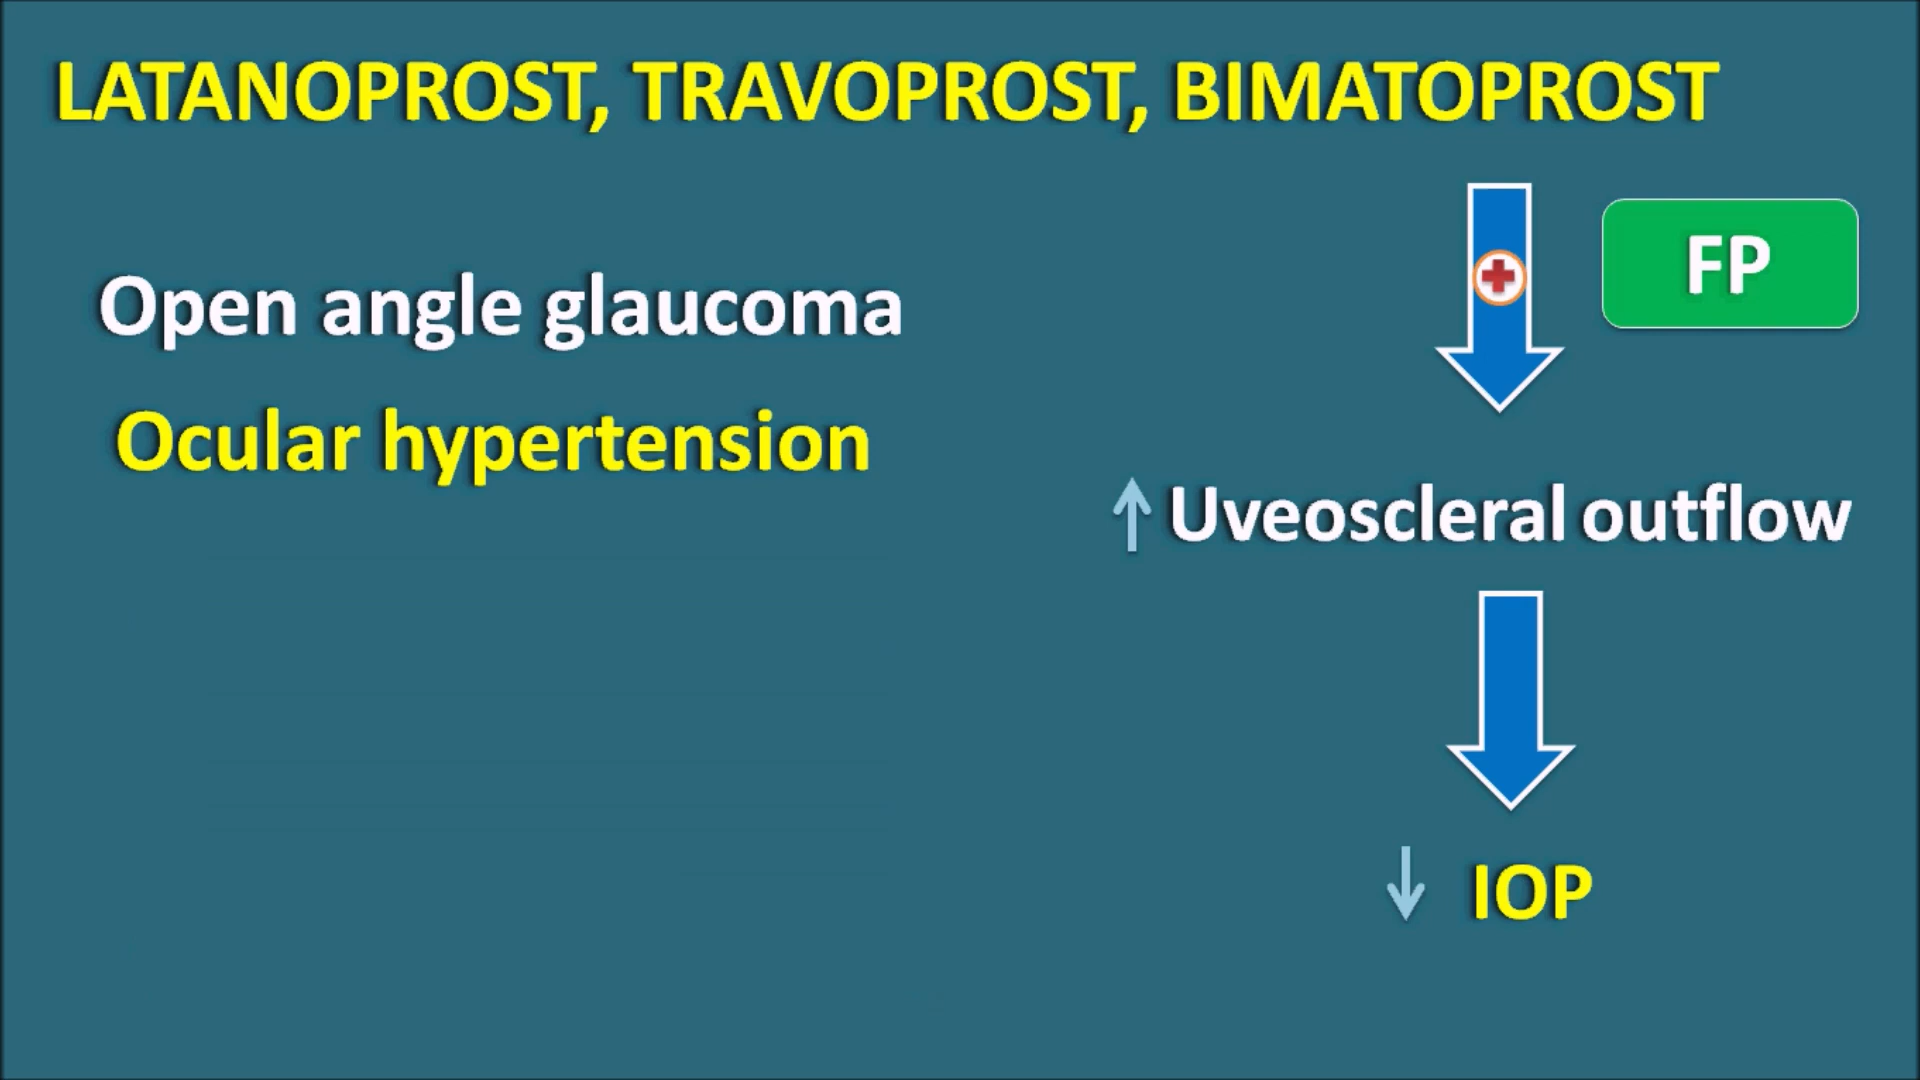 LATANOPROST, TRAVOPROST, BIMATOPROST
Open angle glaucoma
Ocular hypertension
FP
Uveoscleral outflow
IOP